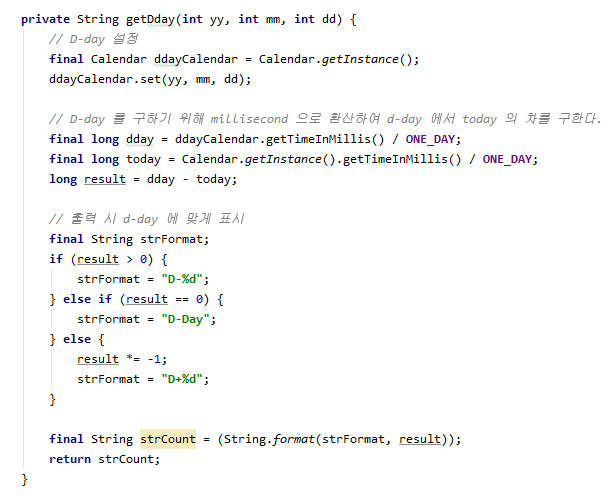 private String getDday(int yy, int mm, int dd) {
// D-day 설정
final Calendar ddayCalendar = Calendar.getInstance();
ddayCalendar.set(yy, mm, dd);
// D-day 를 구하기 위해 millisecond 으로 환산하여 d-day 에서 today 의 차를 구한다.
final long dday = ddayCalendar.getTimeInMillis() / ONE_DAY;
final long today = Calendar.getInstance().getTimeInMillis() / ONE_DAY;
long result = dday - today;
// 출력 시 d-day 에 맞게 표시
final String strFormat;
if (result > 0) {
strFormat = "D-%d";
} else if (result == 0) {
strFormat = "D-Day";
} else {
result *= -1;
strFormat = "D+%d";
}
final String strCount = (String.format(strFormat, result));
return strCount;
}